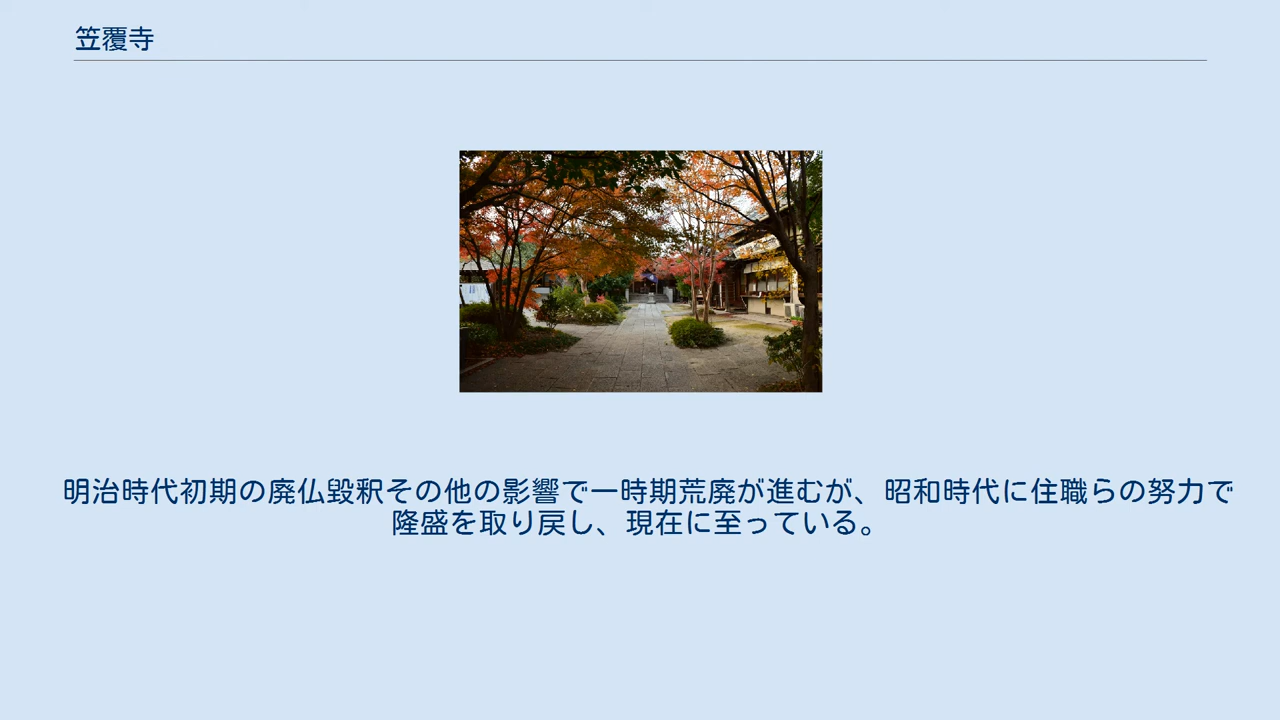 笠覆寺
明治時代初期の廃仏毀釈その他の影響で一時期荒廃が進むが、昭和時代に住職らの努力で
隆盛を取り戻し、現在に至っている。